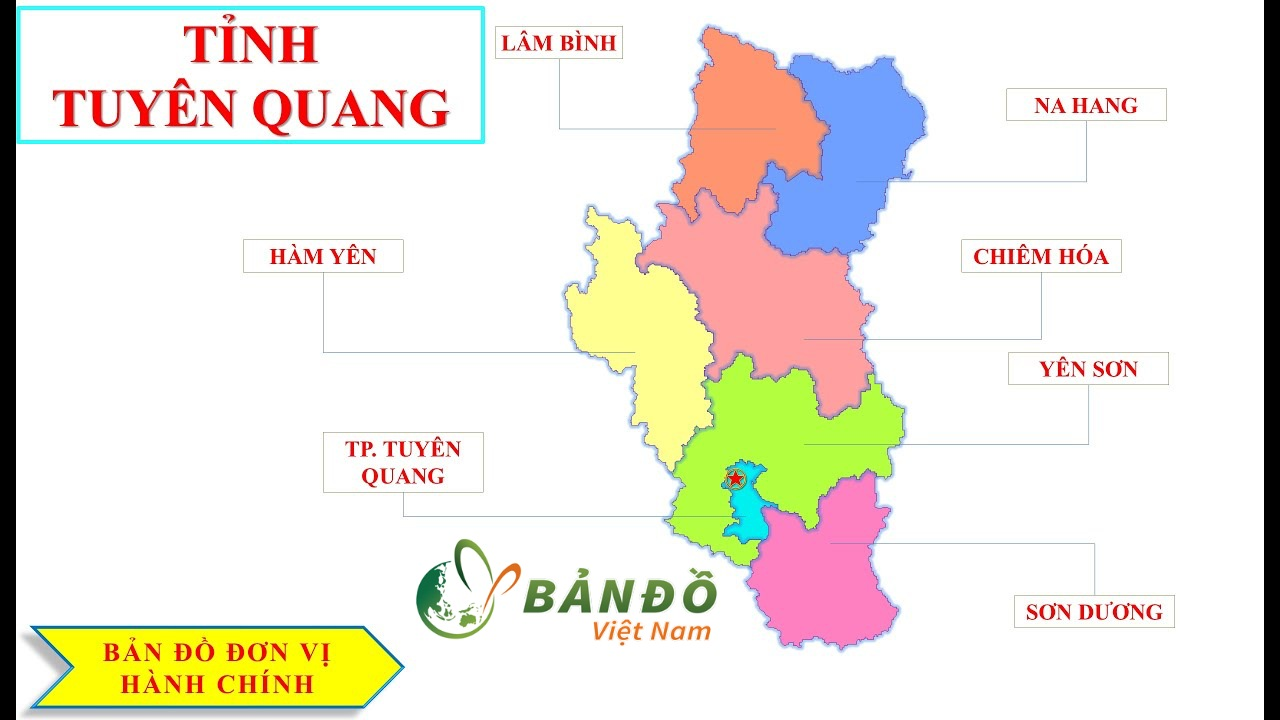 TỈNH
TUYÊN QUANG
LÂM BÌNH
NA HANG
HÀM YÊN
CHIÊM HÓA
YÊN SƠN
TP. TUYÊN
QUANG
SƠN DƯƠNG
BẢNĐỒ
Việt Nam
BẢN ĐỒ ĐƠN VỊ
HÀNH CHÍNH